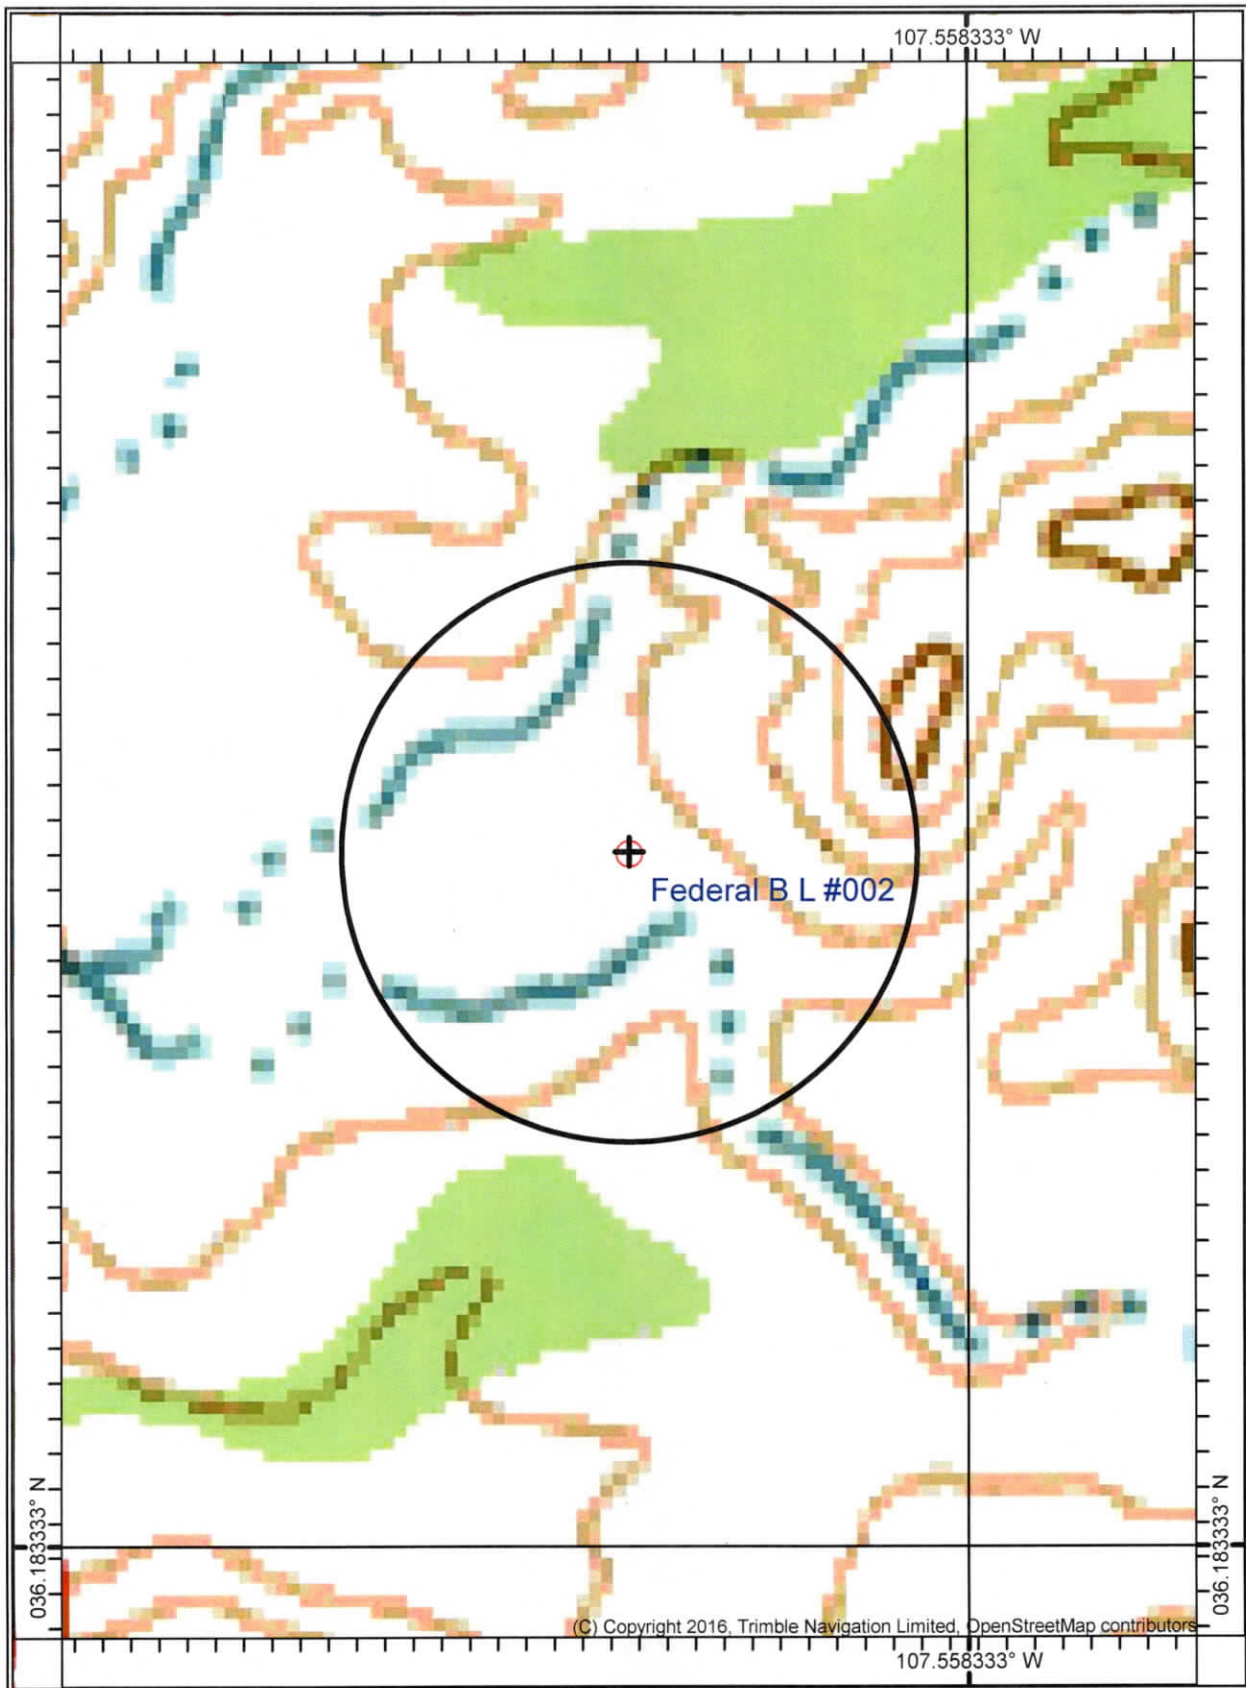 107.558333° W
Federal B L #002
036.183333° N
036.183333° N
(C) Copyright 2016, Trimble Navigation Limited, OpenStreetMap contributors
107.558333° W